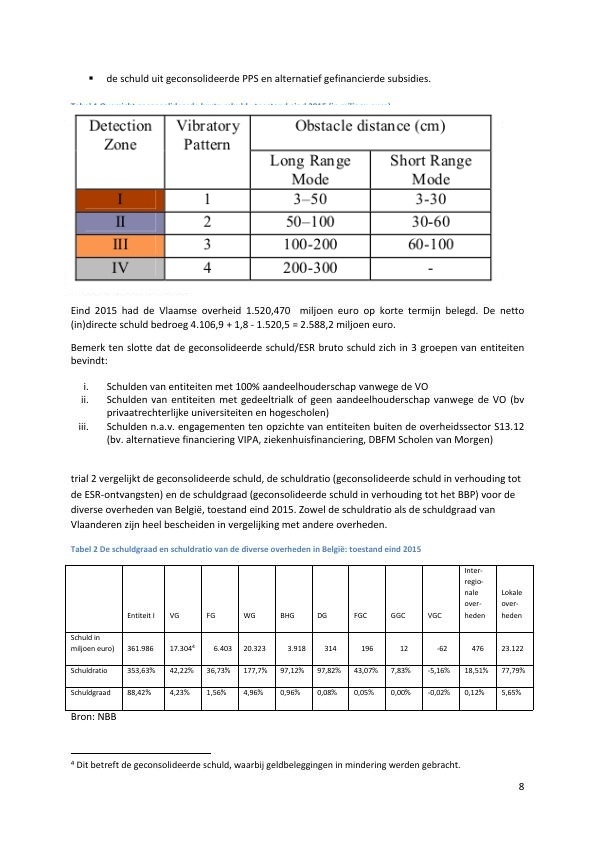 ▪ de schuld uit geconsolideerde PPS en alternatief gefinancierde subsidies.
Detection Zone Vibratory Pattern Obstacle distance (cm)
Long Range Mode Short Range Mode
I 1 3–50 3-30
II 2 50–100 30-60
III 3 100-200 60-100
IV 4 200-300 -
Eind 2015 had de Vlaamse overheid 1.520,470 miljoen euro op korte termijn belegd. De netto
(in)directe schuld bedroeg 4.106,9 + 1,8 - 1.520,5 = 2.588,2 miljoen euro.
Bemerk ten slotte dat de geconsolideerde schuld/ESR bruto schuld zich in 3 groepen van entiteiten
bevindt:
i. Schulden van entiteiten met 100% aandeelhouderschap vanwege de VO
ii. Schulden van entiteiten met gedeeltrialk of geen aandeelhouderschap vanwege de VO (bv
privaatrechterlijke universiteiten en hogescholen)
iii. Schulden n.a.v. engagementen ten opzichte van entiteiten buiten de overheidssector S13.12
(bv. alternatieve financiering VIPA, ziekenhuisfinanciering, DBFM Scholen van Morgen)
trial 2 vergelijkt de geconsolideerde schuld, de schuldratio (geconsolideerde schuld in verhouding tot
de ESR-ontvangsten) en de schuldgraad (geconsolideerde schuld in verhouding tot het BBP) voor de
diverse overheden van België, toestand eind 2015. Zowel de schuldratio als de schuldgraad van
Vlaanderen zijn heel bescheiden in vergelijking met andere overheden.
Tabel 2 De schuldgraad en schuldratio van de diverse overheden in België: toestand eind 2015
Entiteit I VG FG WG BHG DG FGC GGC VGC Inter-regio-nale over-heden Lokale over-heden
Schuld in
miljoen euro) 361.986 17.304⁴ 6.403 20.323 3.918 314 196 12 -62 476 23.122
Schuldratio 353,63% 42,22% 36,73% 177,7% 97,12% 97,82% 43,07% 7,83% -5,16% 18,51% 77,79%
Schuldgraad 88,42% 4,23% 1,56% 4,96% 0,96% 0,08% 0,05% 0,00% -0,02% 0,12% 5,65%
Bron: NBB
⁴ Dit betreft de geconsolideerde schuld, waarbij geldbeleggingen in mindering werden gebracht.
8